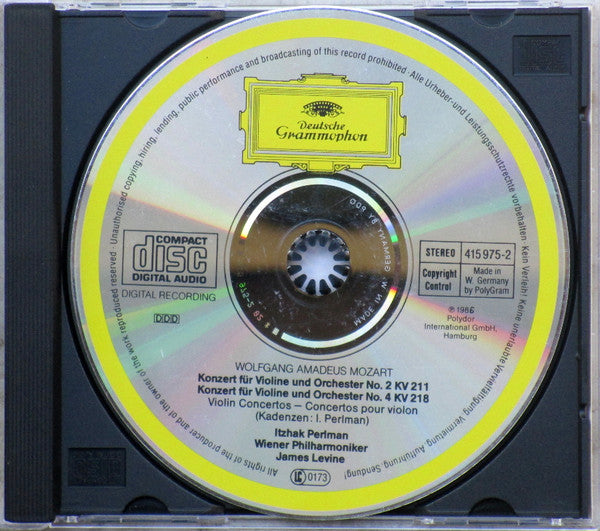 All rights of the producer and of the owner of the work reproduced reserved · Unauthorised copying, hiring, lending, public performance and broadcasting of this record prohibited · Alle Urheber- und Leistungsschutzrechte vorbehalten · Kein Verleih! Keine unerlaubte Vervielfältigung, Vermietung, Aufführung, Sendung!
Deutsche
Grammophon
COMPACT
disc
DIGITAL AUDIO
DIGITAL RECORDING
DDD
STEREO 415 975-2
Copyright Control
Made in W. Germany by PolyGram
℗ 1986
Polydor
International GmbH,
Hamburg
MADE IN W. GERMANY BY PDO
WOLFGANG AMADEUS MOZART
Konzert für Violine und Orchester No. 2 KV 211
Konzert für Violine und Orchester No. 4 KV 218
Violin Concertos – Concertos pour violon
(Kadenzen: I. Perlman)
Itzhak Perlman
Wiener Philharmoniker
James Levine
LC 0173